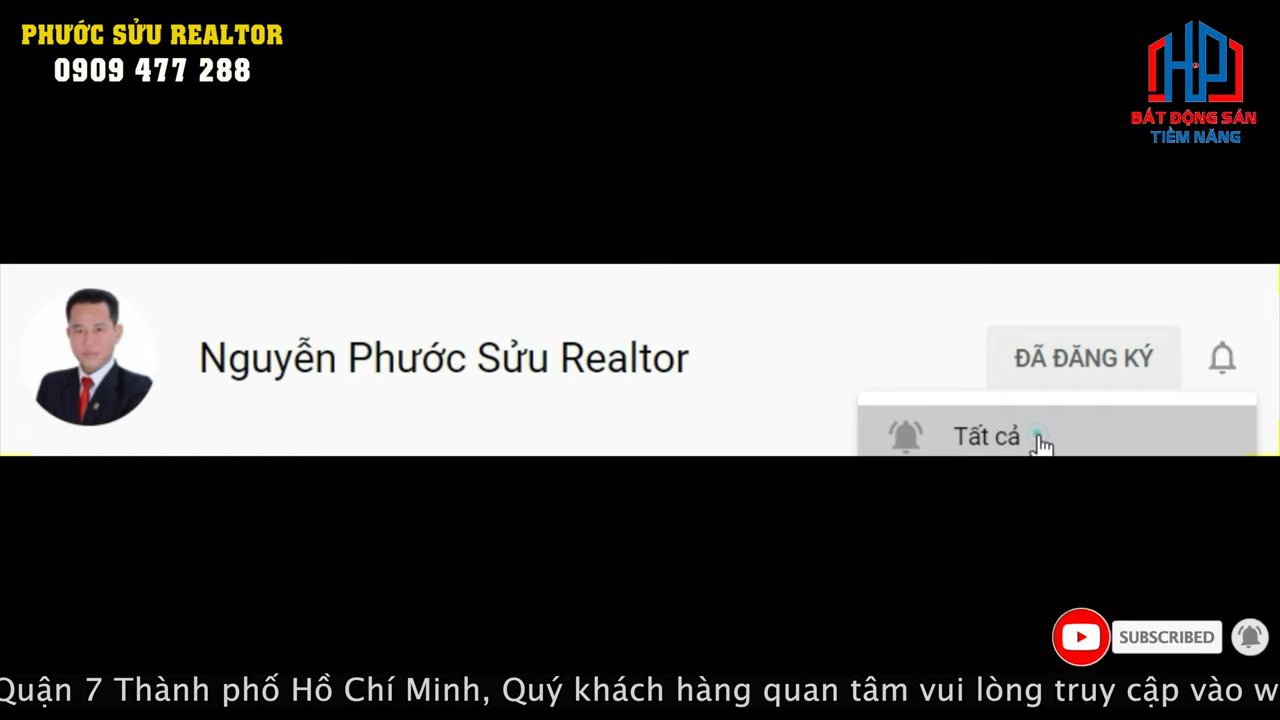 PHƯỚC SỬU REALTOR
0909 477 288
HP
BẤT ĐỘNG SẢN
TIỀM NĂNG
Nguyễn Phước Sửu Realtor
ĐÃ ĐĂNG KÝ
Tất cả
SUBSCRIBED
Quận 7 Thành phố Hồ Chí Minh, Quý khách hàng quan tâm vui lòng truy cập vào w